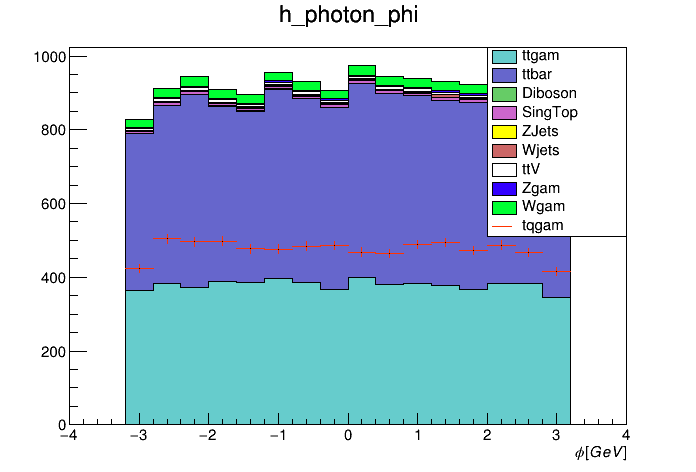 h_photon_phi
1000
800
600
400
200
0
ttgam
ttbar
Diboson
SingTop
ZJets
Wjets
ttV
Zgam
Wgam
tqgam
−4 −3 −2 −1 0 1 2 3 4
ϕ[GeV]